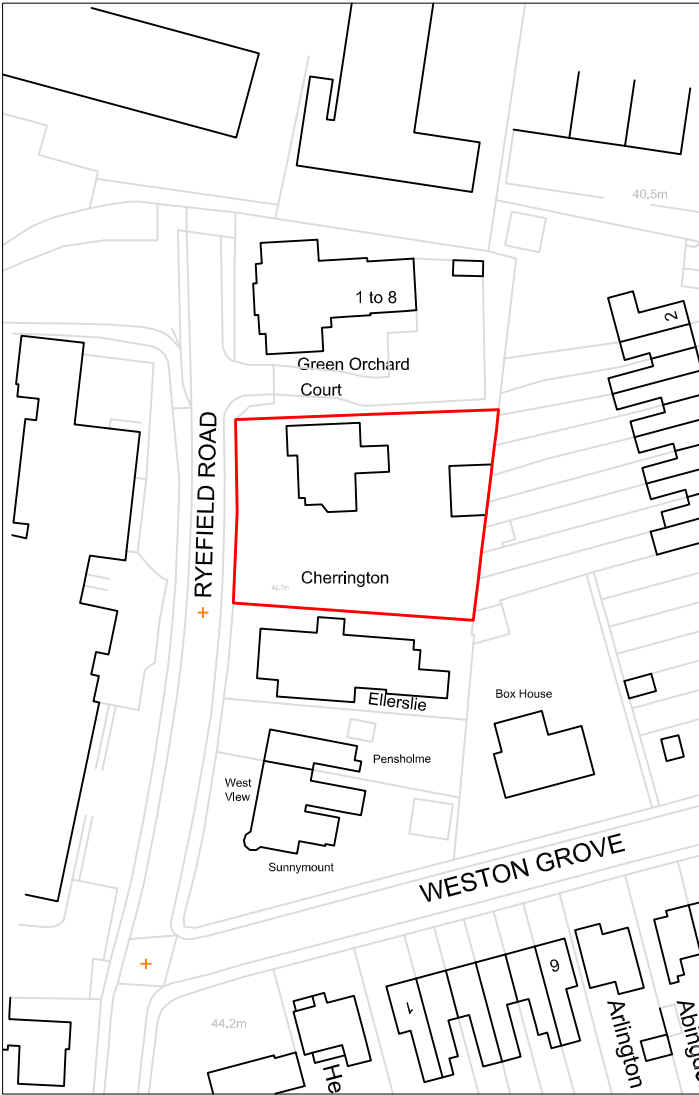 40.5m
1 to 8
2
Green Orchard
Court
RYEFIELD ROAD
Cherrington
42.7m
Ellerslie
Box House
Pensholme
West
View
Sunnymount
WESTON GROVE
6
1
Arlington
44.2m